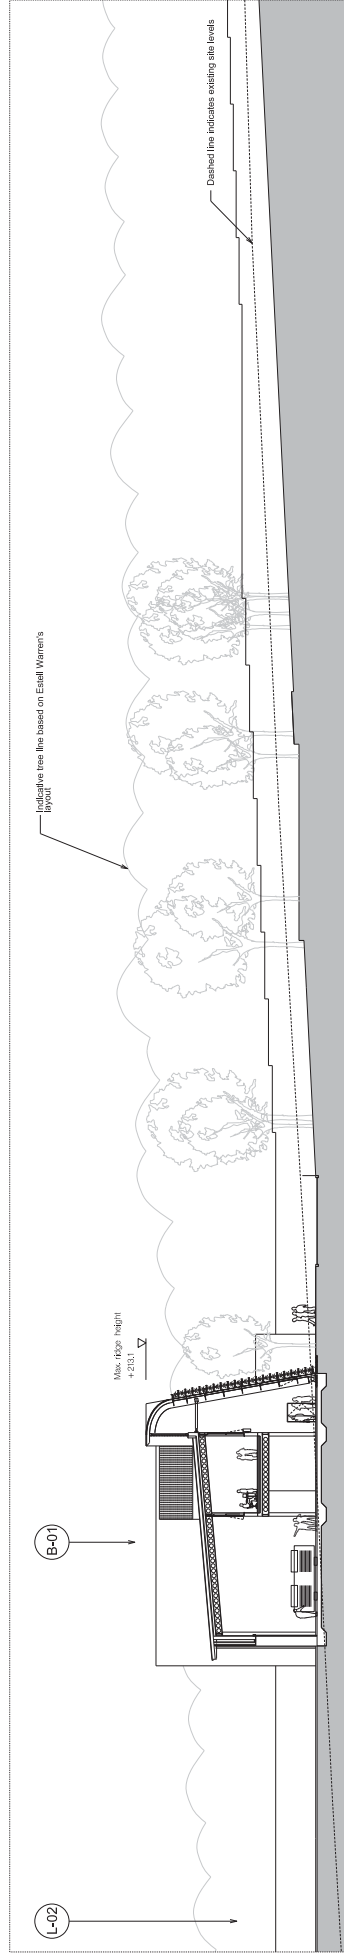 L-02
B-01
Max. ridge height
+ 213.1
Indicative tree line based on Estell Warren's
layout
Dashed line indicates existing site levels